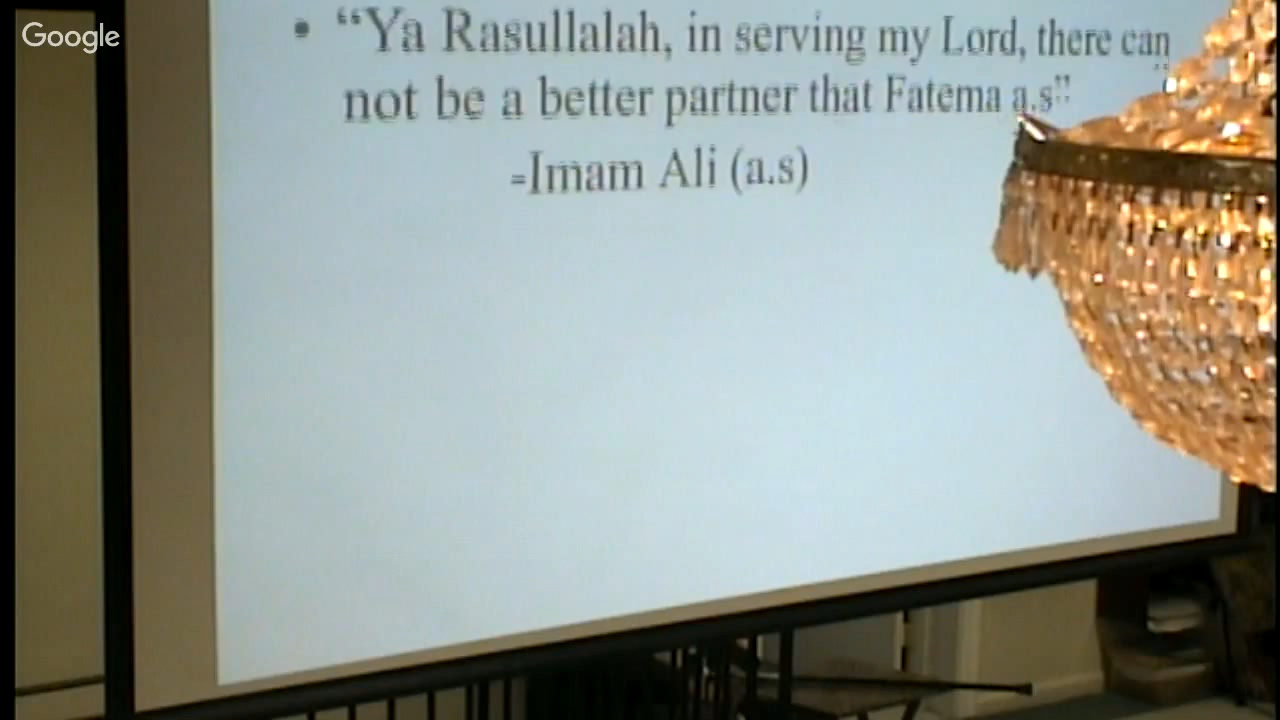 Google
• “Ya Rasullalah, in serving my Lord, there can
not be a better partner that Fatema a.s”
-Imam Ali (a.s)